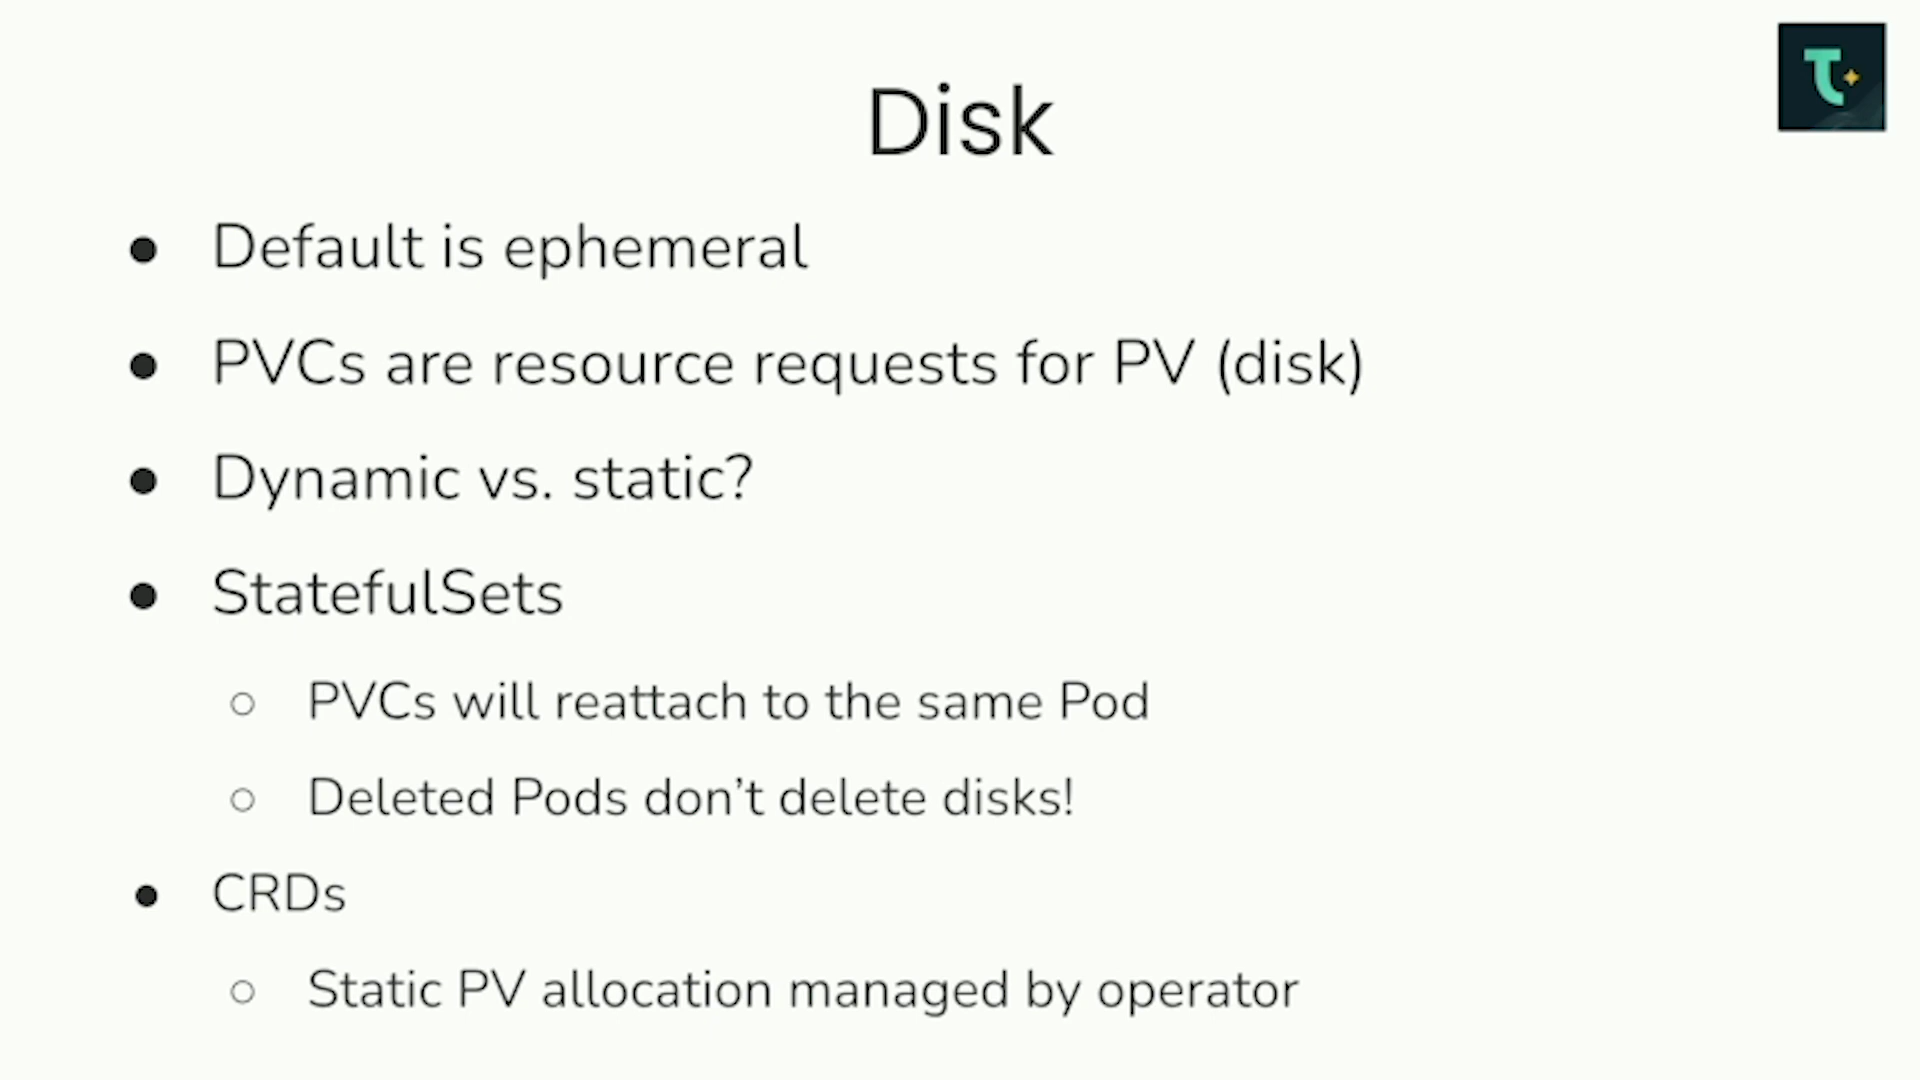 Disk
● Default is ephemeral
● PVCs are resource requests for PV (disk)
● Dynamic vs. static?
● StatefulSets
○ PVCs will reattach to the same Pod
○ Deleted Pods don’t delete disks!
● CRDs
○ Static PV allocation managed by operator